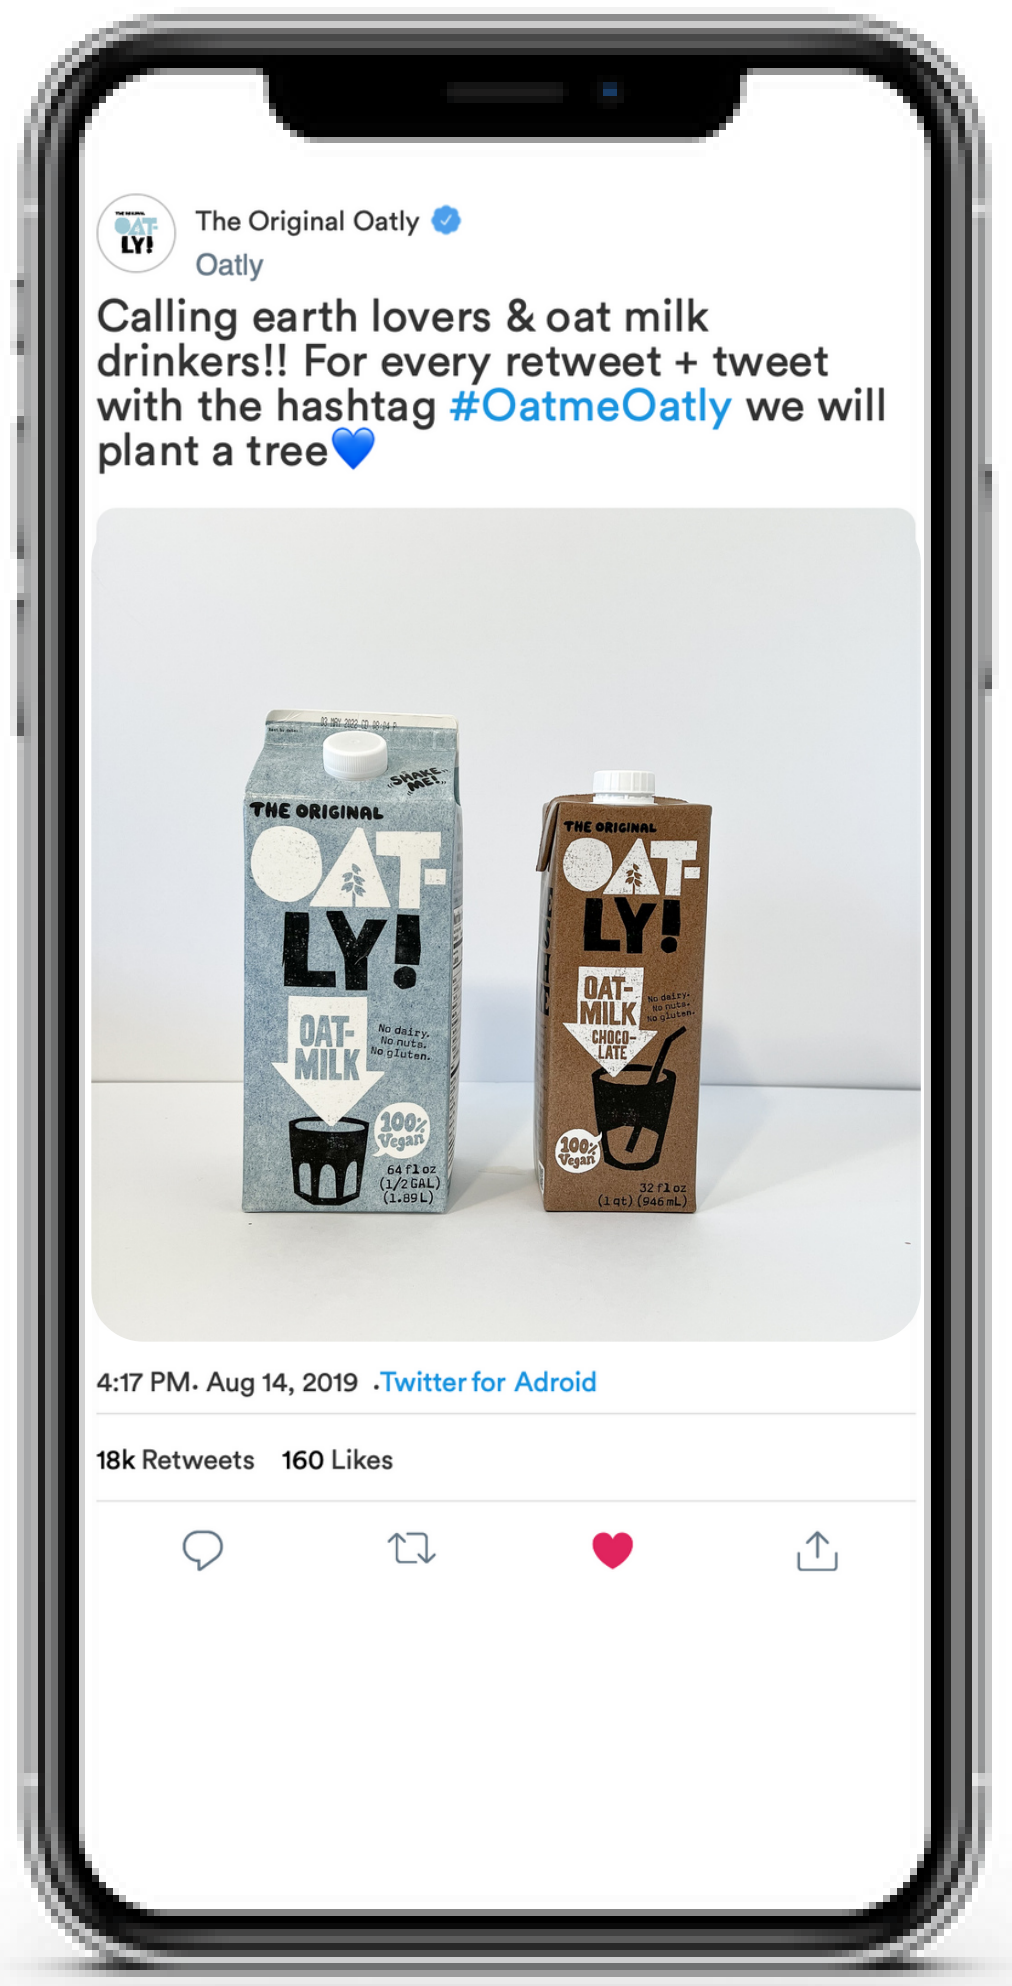 THE ORIGINAL
OAT-
LY!
The Original Oatly
Oatly
Calling earth lovers & oat milk
drinkers!! For every retweet + tweet
with the hashtag #OatmeOatly we will
plant a tree💙
"SHAKE
ME!"
THE ORIGINAL
OAT-
LY!
OAT-
MILK
No dairy.
No nuts.
No gluten.
100%
Vegan
64 fl oz
(1/2 GAL)
(1.89 L)
THE ORIGINAL
OAT-
LY!
OAT-
MILK
CHOCO-
LATE
No dairy.
No nuts.
No gluten.
100%
Vegan
32 fl oz
(1 qt) (946 mL)
4:17 PM. Aug 14, 2019 .Twitter for Adroid
18k Retweets 160 Likes